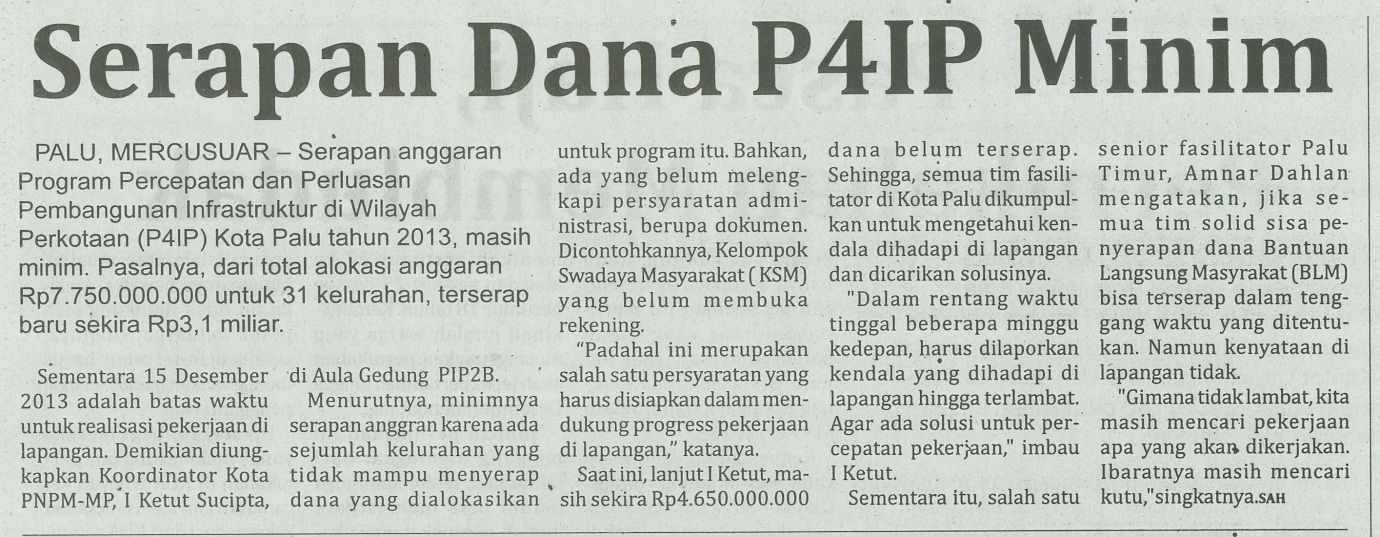 Serapan Dana P4IP Minim
PALU, MERCUSUAR – Serapan anggaran
Program Percepatan dan Perluasan
Pembangunan Infrastruktur di Wilayah
Perkotaan (P4IP) Kota Palu tahun 2013, masih
minim. Pasalnya, dari total alokasi anggaran
Rp7.750.000.000 untuk 31 kelurahan, terserap
baru sekira Rp3,1 miliar.
Sementara 15 Desember
2013 adalah batas waktu
untuk realisasi pekerjaan di
lapangan. Demikian diung-
kapkan Koordinator Kota
PNPM-MP, I Ketut Sucipta,
di Aula Gedung PIP2B.
Menurutnya, minimnya
serapan anggran karena ada
sejumlah kelurahan yang
tidak mampu menyerap
dana yang dialokasikan
untuk program itu. Bahkan,
ada yang belum meleng-
kapi persyaratan admi-
nistrasi, berupa dokumen.
Dicontohkannya, Kelompok
Swadaya Masyarakat ( KSM)
yang belum membuka
rekening.
“Padahal ini merupakan
salah satu persyaratan yang
harus disiapkan dalam men-
dukung progress pekerjaan
di lapangan,” katanya.
Saat ini, lanjut I Ketut, ma-
sih sekira Rp4.650.000.000
dana belum terserap.
Sehingga, semua tim fasili-
tator di Kota Palu dikumpul-
kan untuk mengetahui ken-
dala dihadapi di lapangan
dan dicarikan solusinya.
"Dalam rentang waktu
tinggal beberapa minggu
kedepan, harus dilaporkan
kendala yang dihadapi di
lapangan hingga terlambat.
Agar ada solusi untuk per-
cepatan pekerjaan," imbau
I Ketut.
Sementara itu, salah satu
senior fasilitator Palu
Timur, Amnar Dahlan
mengatakan, jika se-
mua tim solid sisa pe-
nyerapan dana Bantuan
Langsung Masyrakat (BLM)
bisa terserap dalam teng-
gang waktu yang ditentu-
kan. Namun kenyataan di
lapangan tidak.
"Gimana tidak lambat, kita
masih mencari pekerjaan
apa yang akan dikerjakan.
Ibaratnya masih mencari
kutu,"singkatnya.SAH